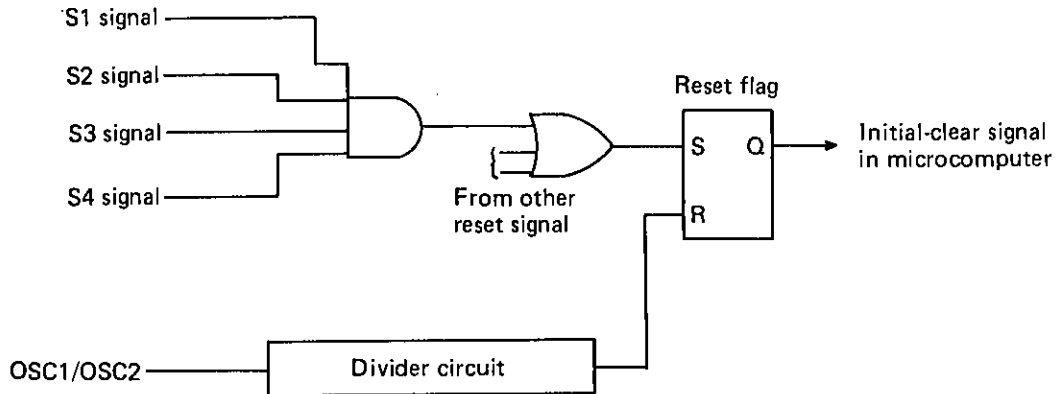 S1 signal
S2 signal
S3 signal
S4 signal
From other
reset signal
Reset flag
S
Q
R
Initial-clear signal
in microcomputer
OSC1/OSC2
Divider circuit